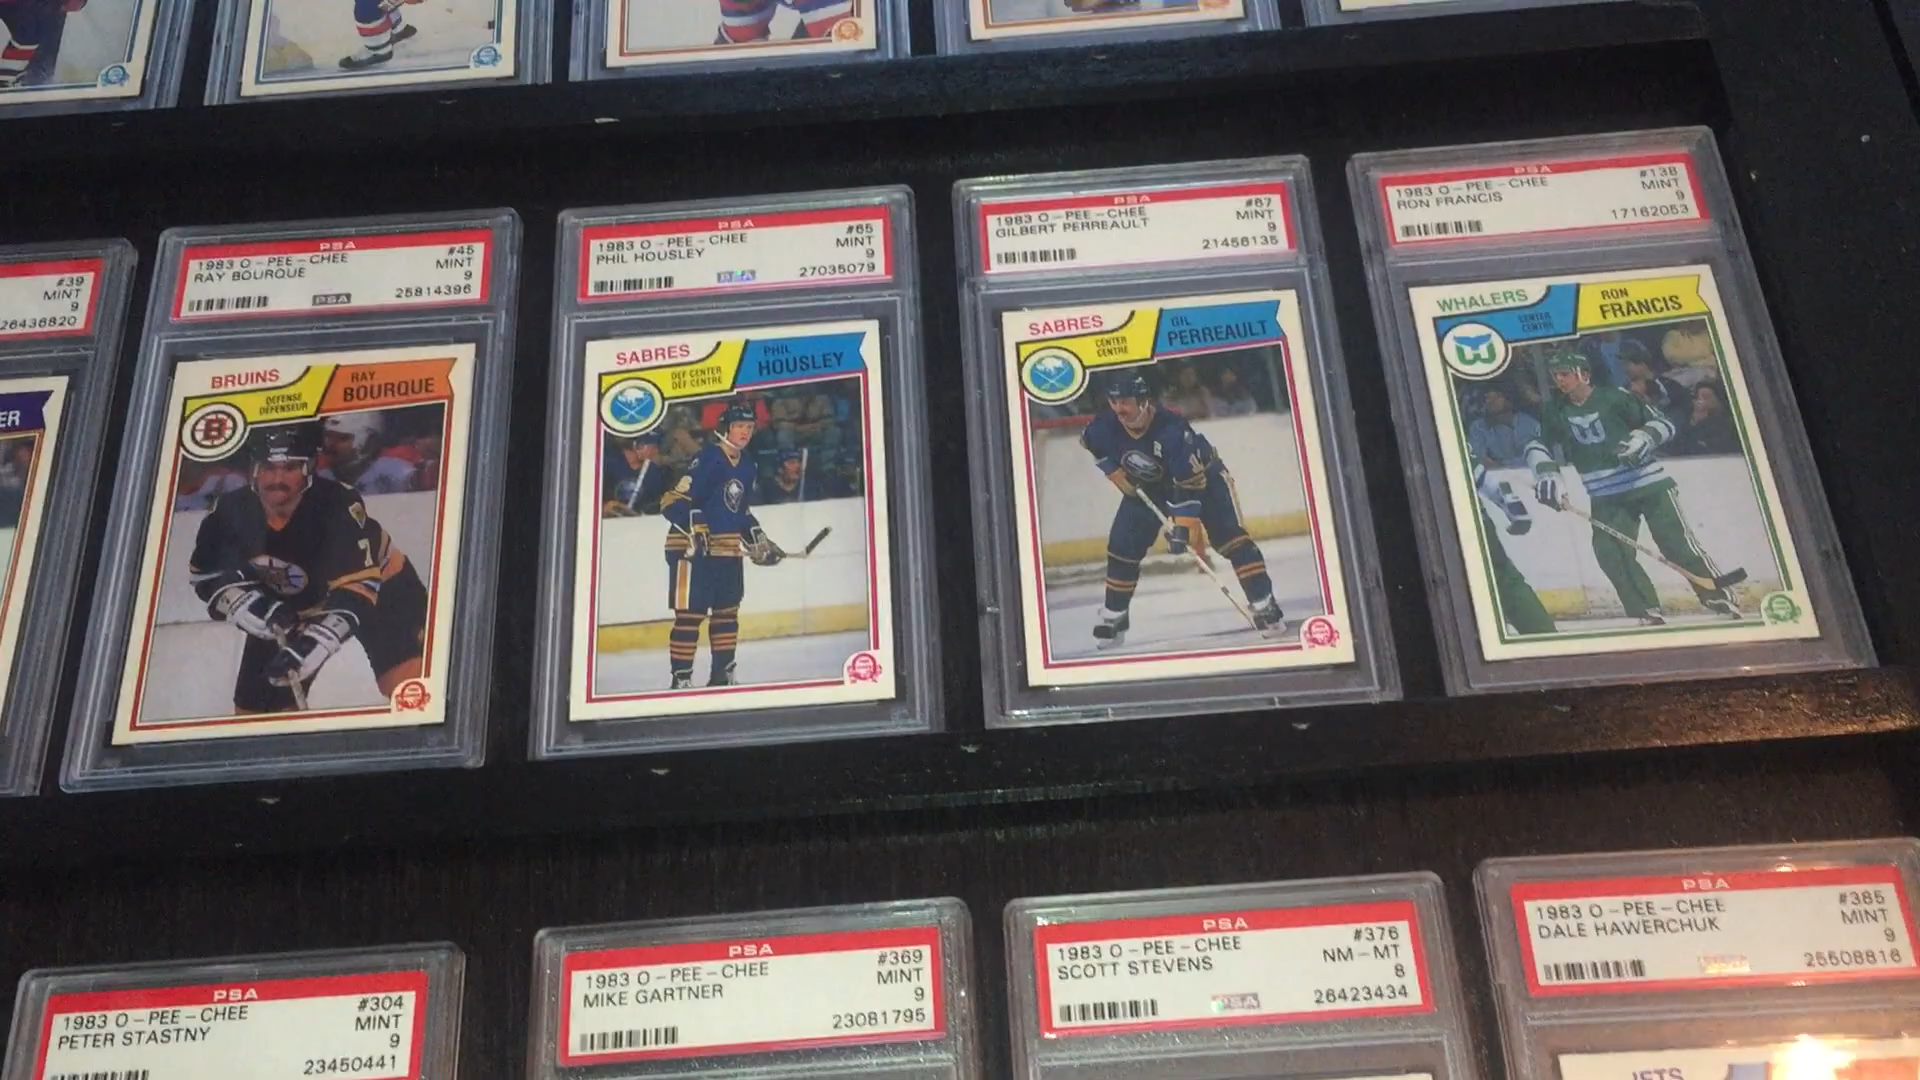 #39
MINT
9
26436820
ER
PSA
1983 O-PEE-CHEE #45
RAY BOURQUE MINT
9
PSA 25814396
BRUINS
RAY
BOURQUE
DEFENSE
DEFENSEUR
B
7
PSA
1983 O-PEE-CHEE #65
PHIL HOUSLEY MINT
9
PSA 27035079
SABRES
PHIL
HOUSLEY
DEF CENTER
DEF CENTRE
PSA
1983 O-PEE-CHEE #67
GILBERT PERREAULT MINT
9
21456135
SABRES
GIL
PERREAULT
CENTER
CENTRE
PSA
1983 O-PEE-CHEE #138
RON FRANCIS MINT
9
17162053
WHALERS
RON
FRANCIS
CENTER
CENTRE
PSA
1983 O-PEE-CHEE #304
PETER STASTNY MINT
9
23450441
PSA
1983 O-PEE-CHEE #369
MIKE GARTNER MINT
9
23081795
PSA
1983 O-PEE-CHEE #376
SCOTT STEVENS NM-MT
8
PSA 26423434
PSA
1983 O-PEE-CHEE #385
DALE HAWERCHUK MINT
9
25508816
JETS